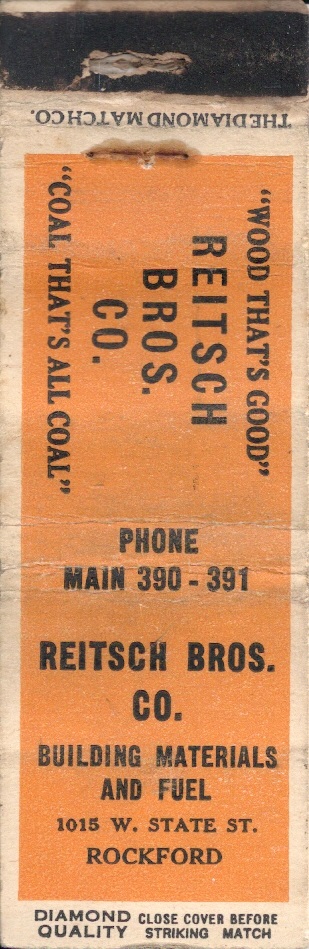 THE DIAMOND MATCH CO.
"WOOD THAT'S GOOD"
REITSCH
BROS.
CO.
"COAL THAT'S ALL COAL"
PHONE
MAIN 390 - 391
REITSCH BROS.
CO.
BUILDING MATERIALS
AND FUEL
1015 W. STATE ST.
ROCKFORD
DIAMOND QUALITY
CLOSE COVER BEFORE STRIKING MATCH